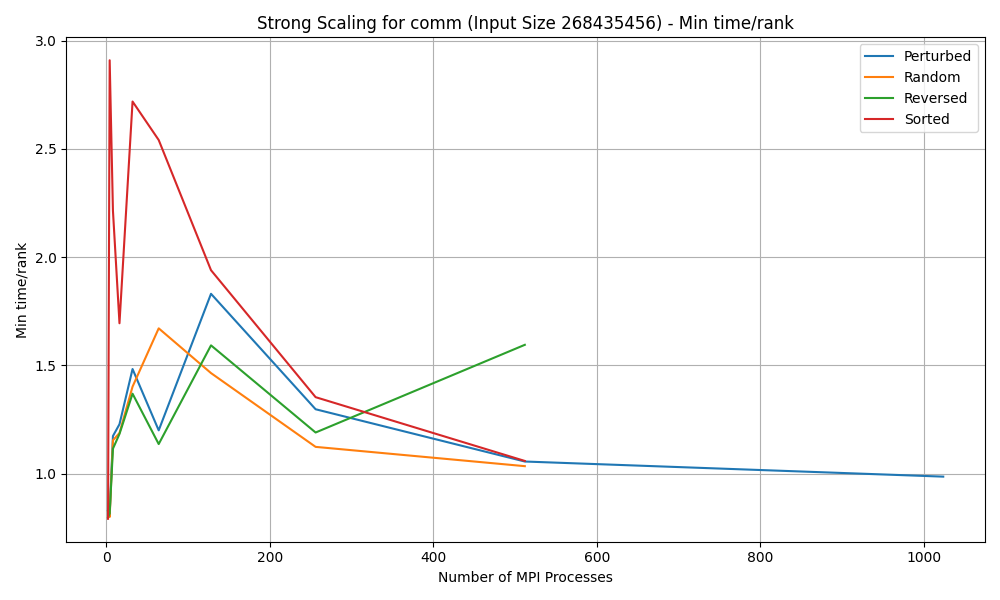 Strong Scaling for comm (Input Size 268435456) - Min time/rank
3.0
2.5
2.0
1.5
1.0
Min time/rank
Perturbed
Random
Reversed
Sorted
0 200 400 600 800 1000
Number of MPI Processes